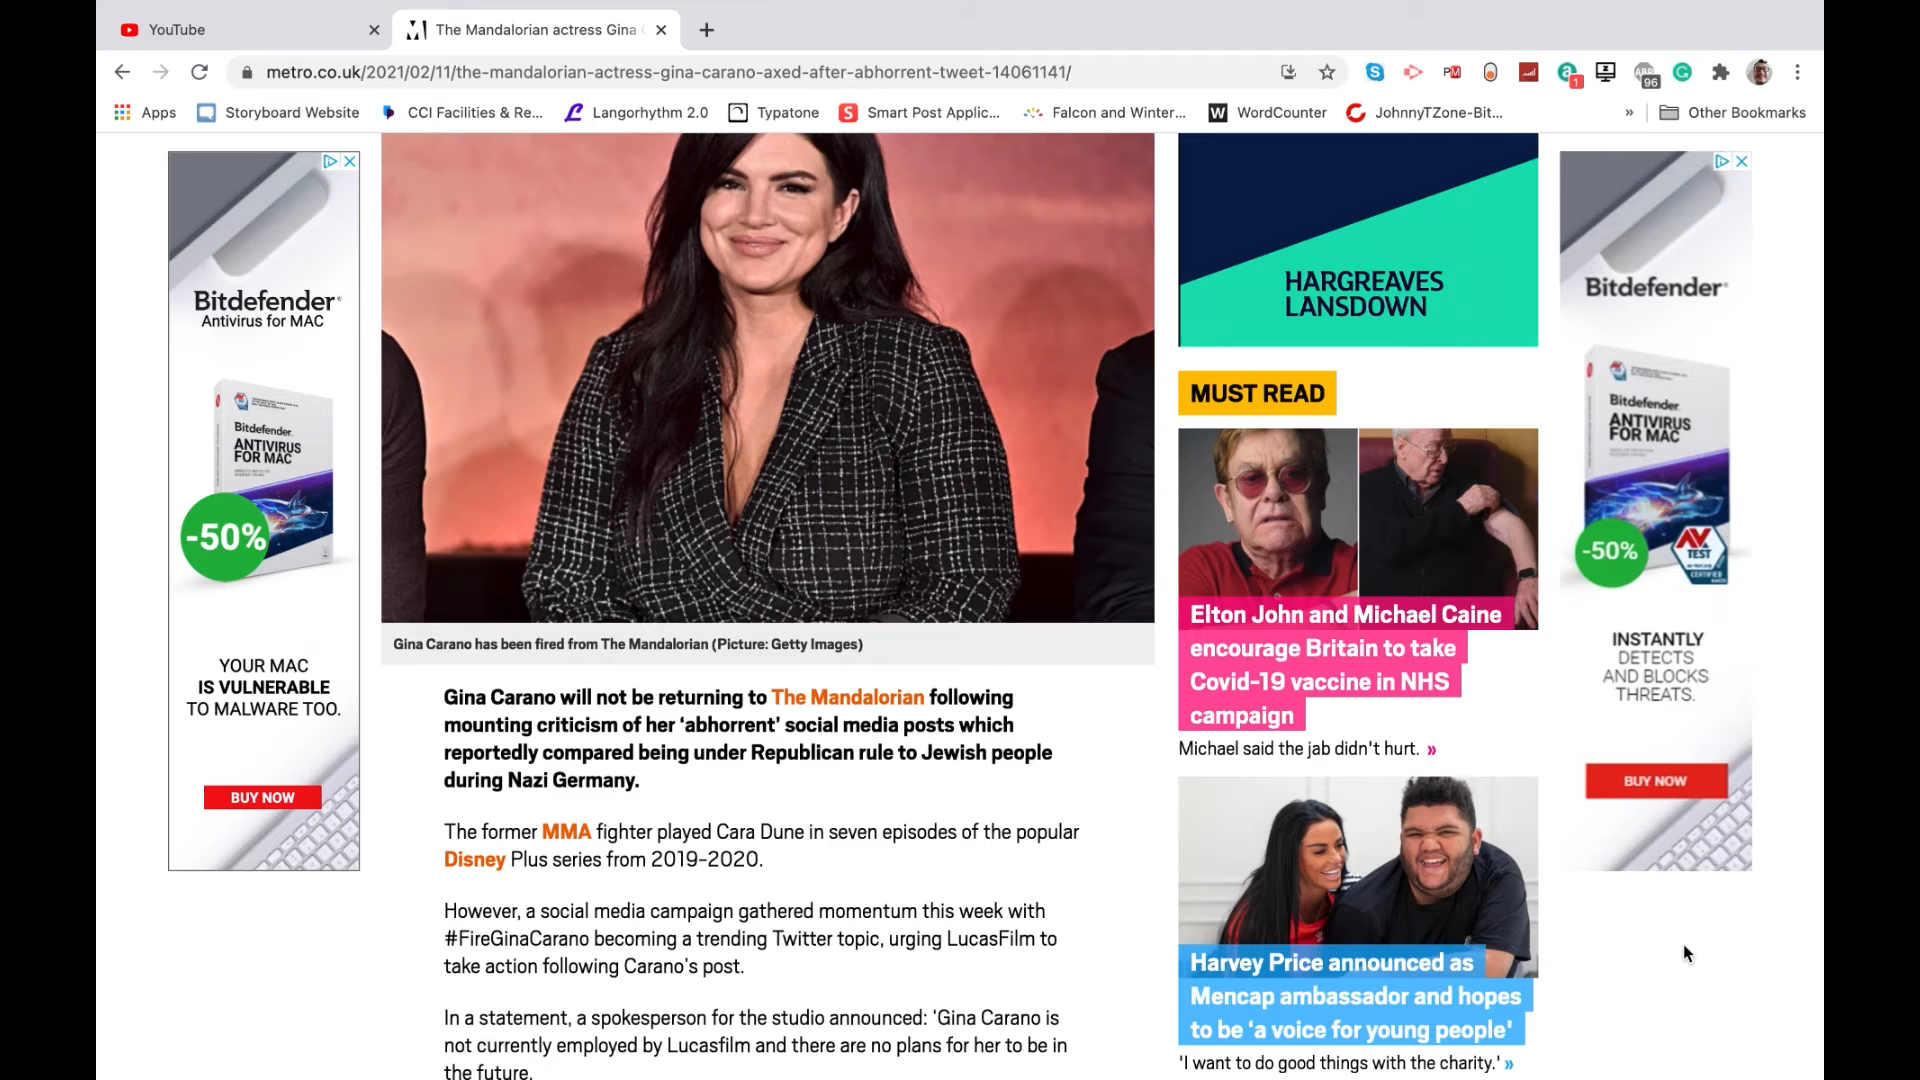 YouTube
The Mandalorian actress Gina
metro.co.uk/2021/02/11/the-mandalorian-actress-gina-carano-axed-after-abhorrent-tweet-14061141/
PM
1
ABP
96
Apps
Storyboard Website
CCI Facilities & Re...
Langorhythm 2.0
Typatone
Smart Post Applic...
Falcon and Winter...
WordCounter
JohnnyTZone-Bit...
»
Other Bookmarks
Bitdefender
Antivirus for MAC
Bitdefender
ANTIVIRUS
FOR MAC
-50%
YOUR MAC
IS VULNERABLE
TO MALWARE TOO.
BUY NOW
Gina Carano has been fired from The Mandalorian (Picture: Getty Images)
Gina Carano will not be returning to The Mandalorian following
mounting criticism of her ‘abhorrent’ social media posts which
reportedly compared being under Republican rule to Jewish people
during Nazi Germany.
The former MMA fighter played Cara Dune in seven episodes of the popular
Disney Plus series from 2019-2020.
However, a social media campaign gathered momentum this week with
#FireGinaCarano becoming a trending Twitter topic, urging LucasFilm to
take action following Carano’s post.
In a statement, a spokesperson for the studio announced: ‘Gina Carano is
not currently employed by Lucasfilm and there are no plans for her to be in
the future.
HARGREAVES
LANSDOWN
MUST READ
Elton John and Michael Caine
encourage Britain to take
Covid-19 vaccine in NHS
campaign
Michael said the jab didn't hurt. »
Harvey Price announced as
Mencap ambassador and hopes
to be ‘a voice for young people’
'I want to do good things with the charity.' »
Bitdefender
Bitdefender
ANTIVIRUS
FOR MAC
-50%
AV
TEST
CERTIFIED
INSTANTLY
DETECTS
AND BLOCKS
THREATS.
BUY NOW